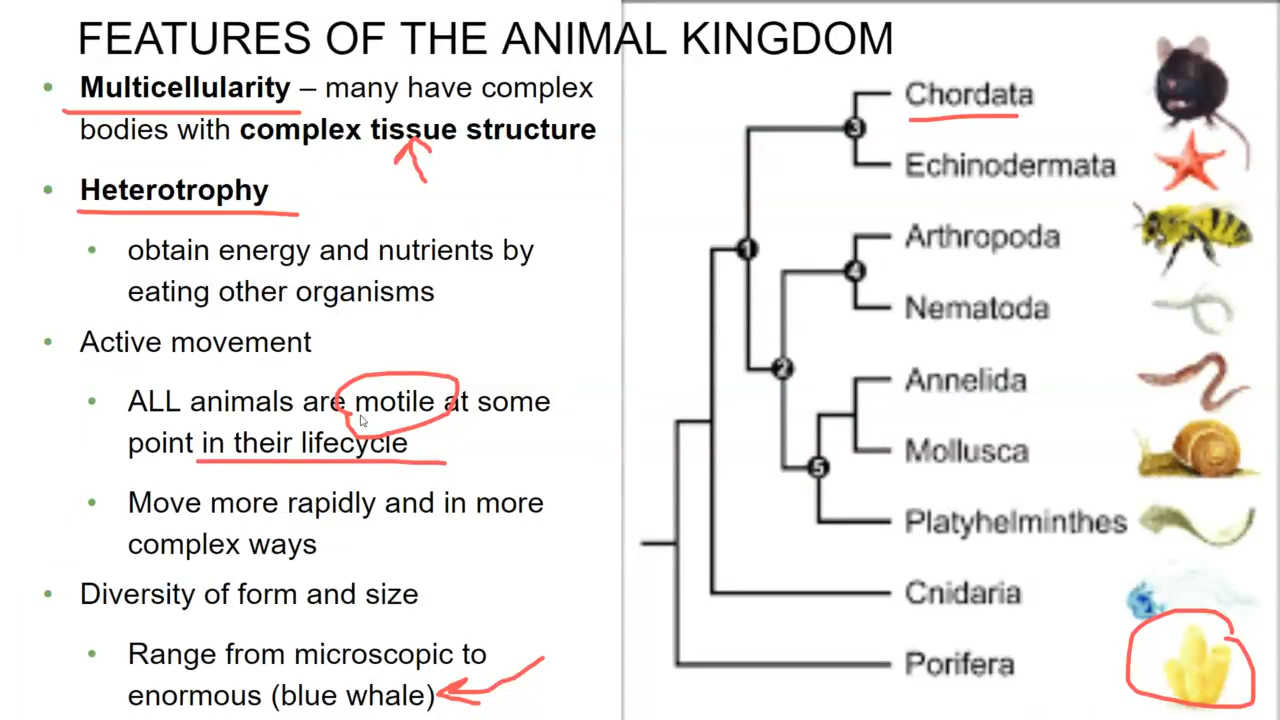 FEATURES OF THE ANIMAL KINGDOM
• Multicellularity – many have complex
bodies with complex tissue structure
• Heterotrophy
• obtain energy and nutrients by
eating other organisms
• Active movement
• ALL animals are motile at some
point in their lifecycle
• Move more rapidly and in more
complex ways
• Diversity of form and size
• Range from microscopic to
enormous (blue whale)
Chordata
3
Echinodermata
Arthropoda
1
4
Nematoda
2
Annelida
Mollusca
5
Platyhelminthes
Cnidaria
Porifera